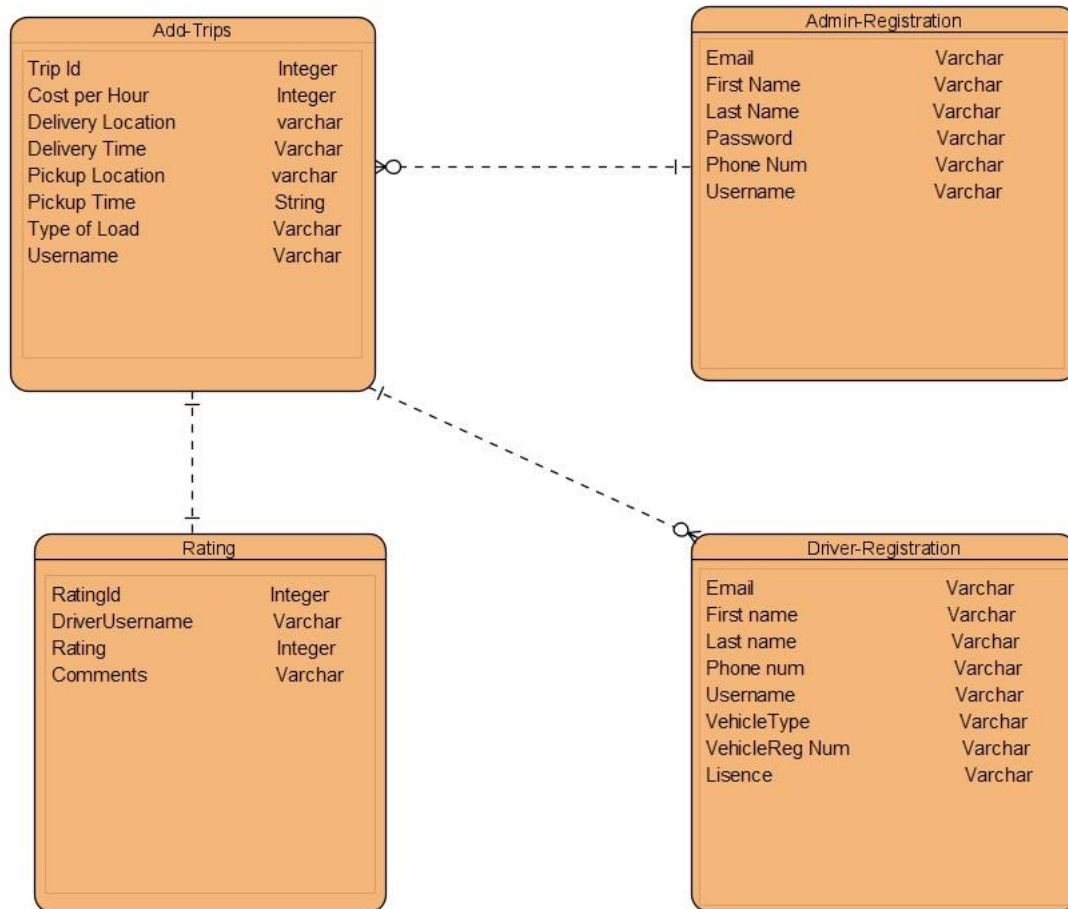 Add-Trips
Trip Id Integer
Cost per Hour Integer
Delivery Location varchar
Delivery Time Varchar
Pickup Location varchar
Pickup Time String
Type of Load Varchar
Username Varchar
Admin-Registration
Email Varchar
First Name Varchar
Last Name Varchar
Password Varchar
Phone Num Varchar
Username Varchar
Rating
RatingId Integer
DriverUsername Varchar
Rating Integer
Comments Varchar
Driver-Registration
Email Varchar
First name Varchar
Last name Varchar
Phone num Varchar
Username Varchar
VehicleType Varchar
VehicleReg Num Varchar
Lisence Varchar